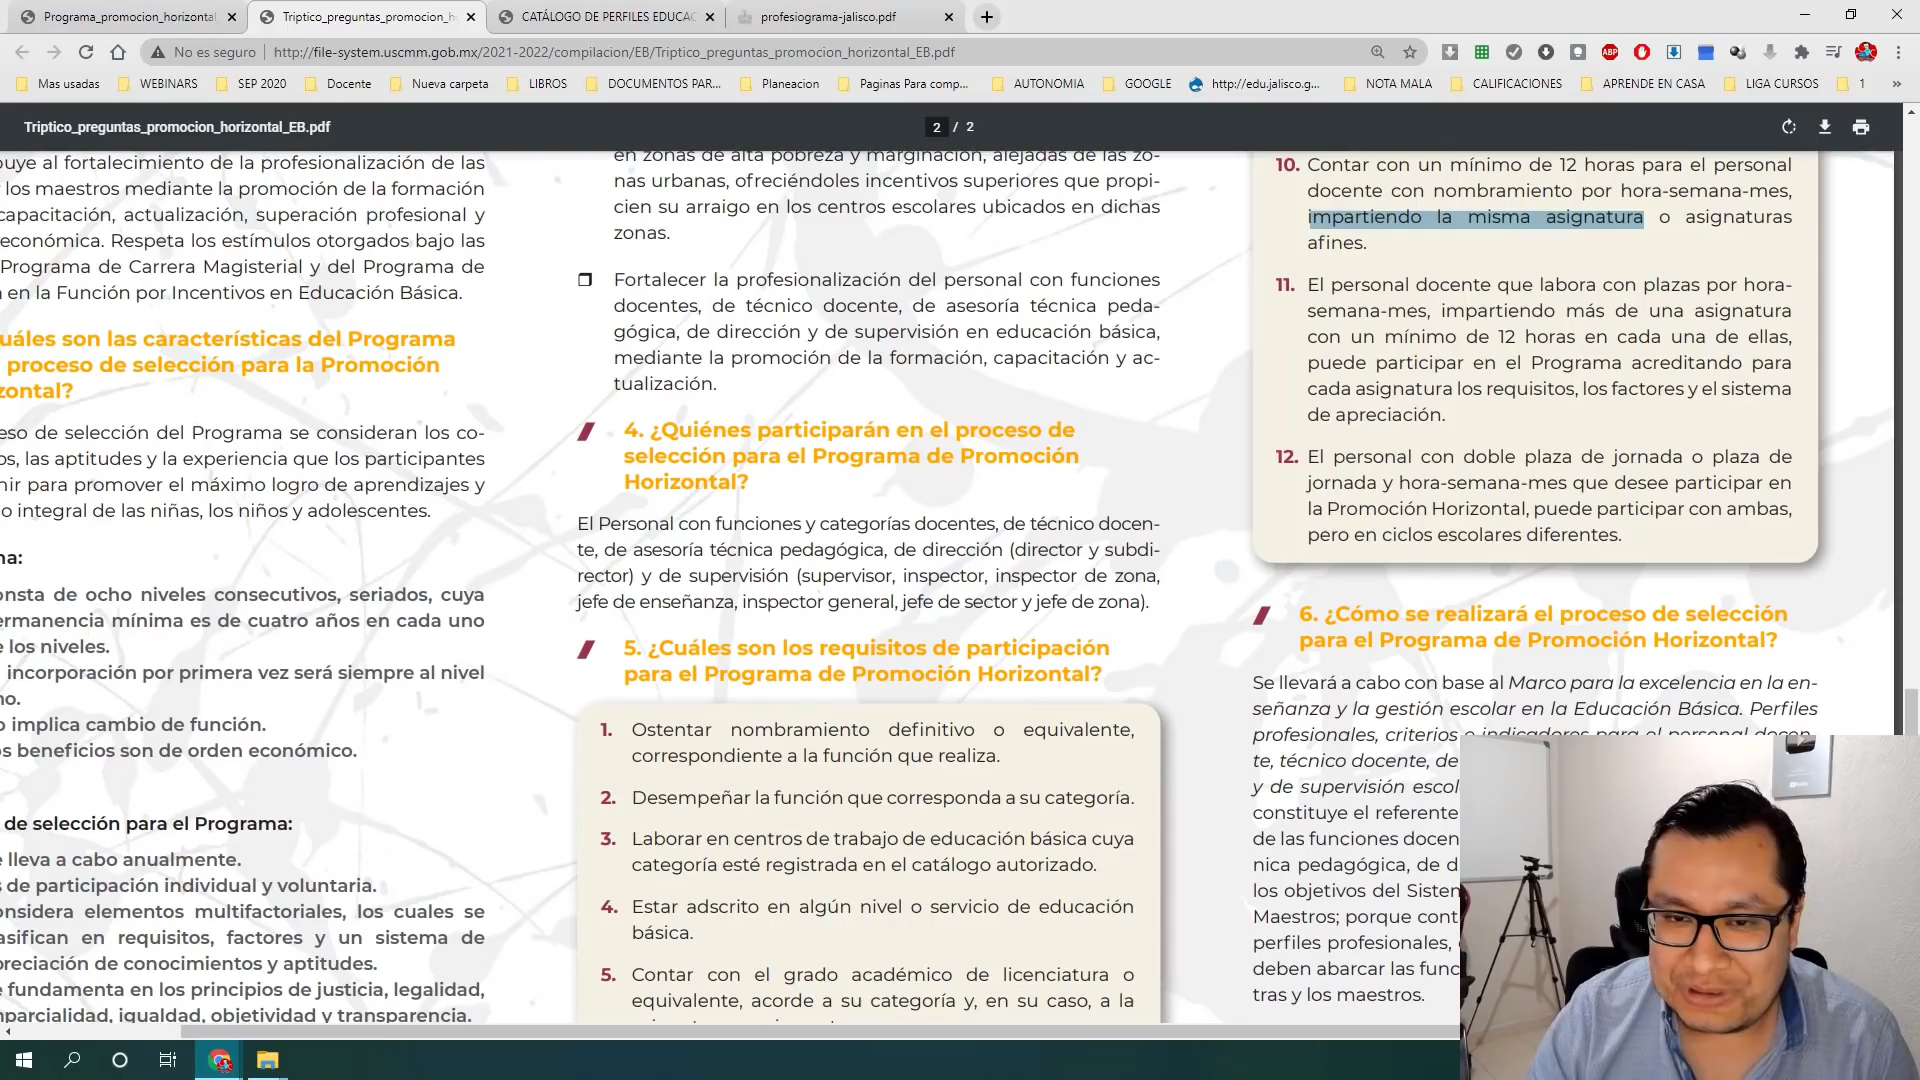 Programa_promocion_horizontal
Triptico_preguntas_promocion_h
CATÁLOGO DE PERFILES EDUCAC
profesiograma-jalisco.pdf
No es seguro
http://file-system.uscmm.gob.mx/2021-2022/compilacion/EB/Triptico_preguntas_promocion_horizontal_EB.pdf
ABP
Mas usadas
WEBINARS
SEP 2020
Docente
Nueva carpeta
LIBROS
DOCUMENTOS PAR...
Planeacion
Paginas Para comp...
AUTONOMIA
GOOGLE
http://edu.jalisco.g...
NOTA MALA
CALIFICACIONES
APRENDE EN CASA
LIGA CURSOS
1
»
Triptico_preguntas_promocion_horizontal_EB.pdf
2 / 2
buye al fortalecimiento de la profesionalización de las
los maestros mediante la promoción de la formación
capacitación, actualización, superación profesional y
económica. Respeta los estímulos otorgados bajo las
Programa de Carrera Magisterial y del Programa de
en la Función por Incentivos en Educación Básica.
uáles son las características del Programa
proceso de selección para la Promoción
zontal?
eso de selección del Programa se consideran los co-
os, las aptitudes y la experiencia que los participantes
nir para promover el máximo logro de aprendizajes y
o integral de las niñas, los niños y adolescentes.
na:
onsta de ocho niveles consecutivos, seriados, cuya
ermanencia mínima es de cuatro años en cada uno
e los niveles.
incorporación por primera vez será siempre al nivel
no.
o implica cambio de función.
os beneficios son de orden económico.
de selección para el Programa:
e lleva a cabo anualmente.
s de participación individual y voluntaria.
onsidera elementos multifactoriales, los cuales se
asifican en requisitos, factores y un sistema de
preciación de conocimientos y aptitudes.
e fundamenta en los principios de justicia, legalidad,
mparcialidad, igualdad, objetividad y transparencia.
en zonas de alta pobreza y marginación, alejadas de las zo-
nas urbanas, ofreciéndoles incentivos superiores que propi-
cien su arraigo en los centros escolares ubicados en dichas
zonas.
❒ Fortalecer la profesionalización del personal con funciones
docentes, de técnico docente, de asesoría técnica peda-
gógica, de dirección y de supervisión en educación básica,
mediante la promoción de la formación, capacitación y ac-
tualización.
4. ¿Quiénes participarán en el proceso de
selección para el Programa de Promoción
Horizontal?
El Personal con funciones y categorías docentes, de técnico docen-
te, de asesoría técnica pedagógica, de dirección (director y subdi-
rector) y de supervisión (supervisor, inspector, inspector de zona,
jefe de enseñanza, inspector general, jefe de sector y jefe de zona).
5. ¿Cuáles son los requisitos de participación
para el Programa de Promoción Horizontal?
1. Ostentar nombramiento definitivo o equivalente,
correspondiente a la función que realiza.
2. Desempeñar la función que corresponda a su categoría.
3. Laborar en centros de trabajo de educación básica cuya
categoría esté registrada en el catálogo autorizado.
4. Estar adscrito en algún nivel o servicio de educación
básica.
5. Contar con el grado académico de licenciatura o
equivalente, acorde a su categoría y, en su caso, a la
10. Contar con un mínimo de 12 horas para el personal
docente con nombramiento por hora-semana-mes,
impartiendo la misma asignatura o asignaturas
afines.
11. El personal docente que labora con plazas por hora-
semana-mes, impartiendo más de una asignatura
con un mínimo de 12 horas en cada una de ellas,
puede participar en el Programa acreditando para
cada asignatura los requisitos, los factores y el sistema
de apreciación.
12. El personal con doble plaza de jornada o plaza de
jornada y hora-semana-mes que desee participar en
la Promoción Horizontal, puede participar con ambas,
pero en ciclos escolares diferentes.
6. ¿Cómo se realizará el proceso de selección
para el Programa de Promoción Horizontal?
Se llevará a cabo con base al Marco para la excelencia en la en-
señanza y la gestión escolar en la Educación Básica. Perfiles
profesionales, criterios e indicadores para el personal docen-
te, técnico docente, de
y de supervisión escol
constituye el referente
de las funciones docen
nica pedagógica, de d
los objetivos del Sisten
Maestros; porque cont
perfiles profesionales,
deben abarcar las func
tras y los maestros.